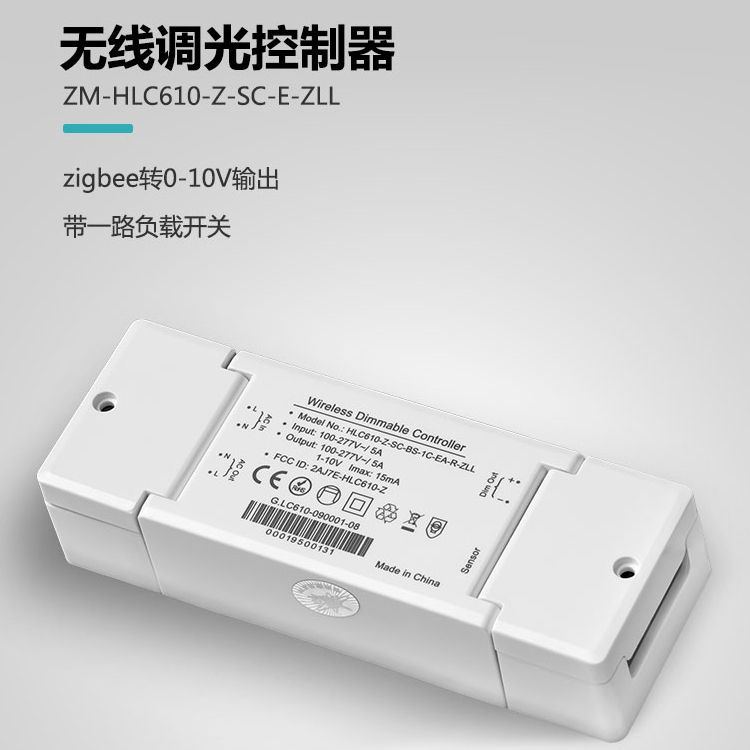 无线调光控制器
ZM-HLC610-Z-SC-E-ZLL
zigbee转0-10V输出
带一路负载开关
Wireless Dimmable Controller
• Model No.: HLC610-Z-SC-BS-1C-EA-R-ZLL
• Input: 100-277V~/ 5A
• Output: 100-277V~/ 5A
1-10V Imax: 15mA
• FCC ID: 2AJ7E-HLC610-Z
CE
RoHS
G.LC610-090001-08
00019500131
Made in China
• L
• N
AC In
• N
• L
AC Out
Dim Out
+ •
- •
Sensor